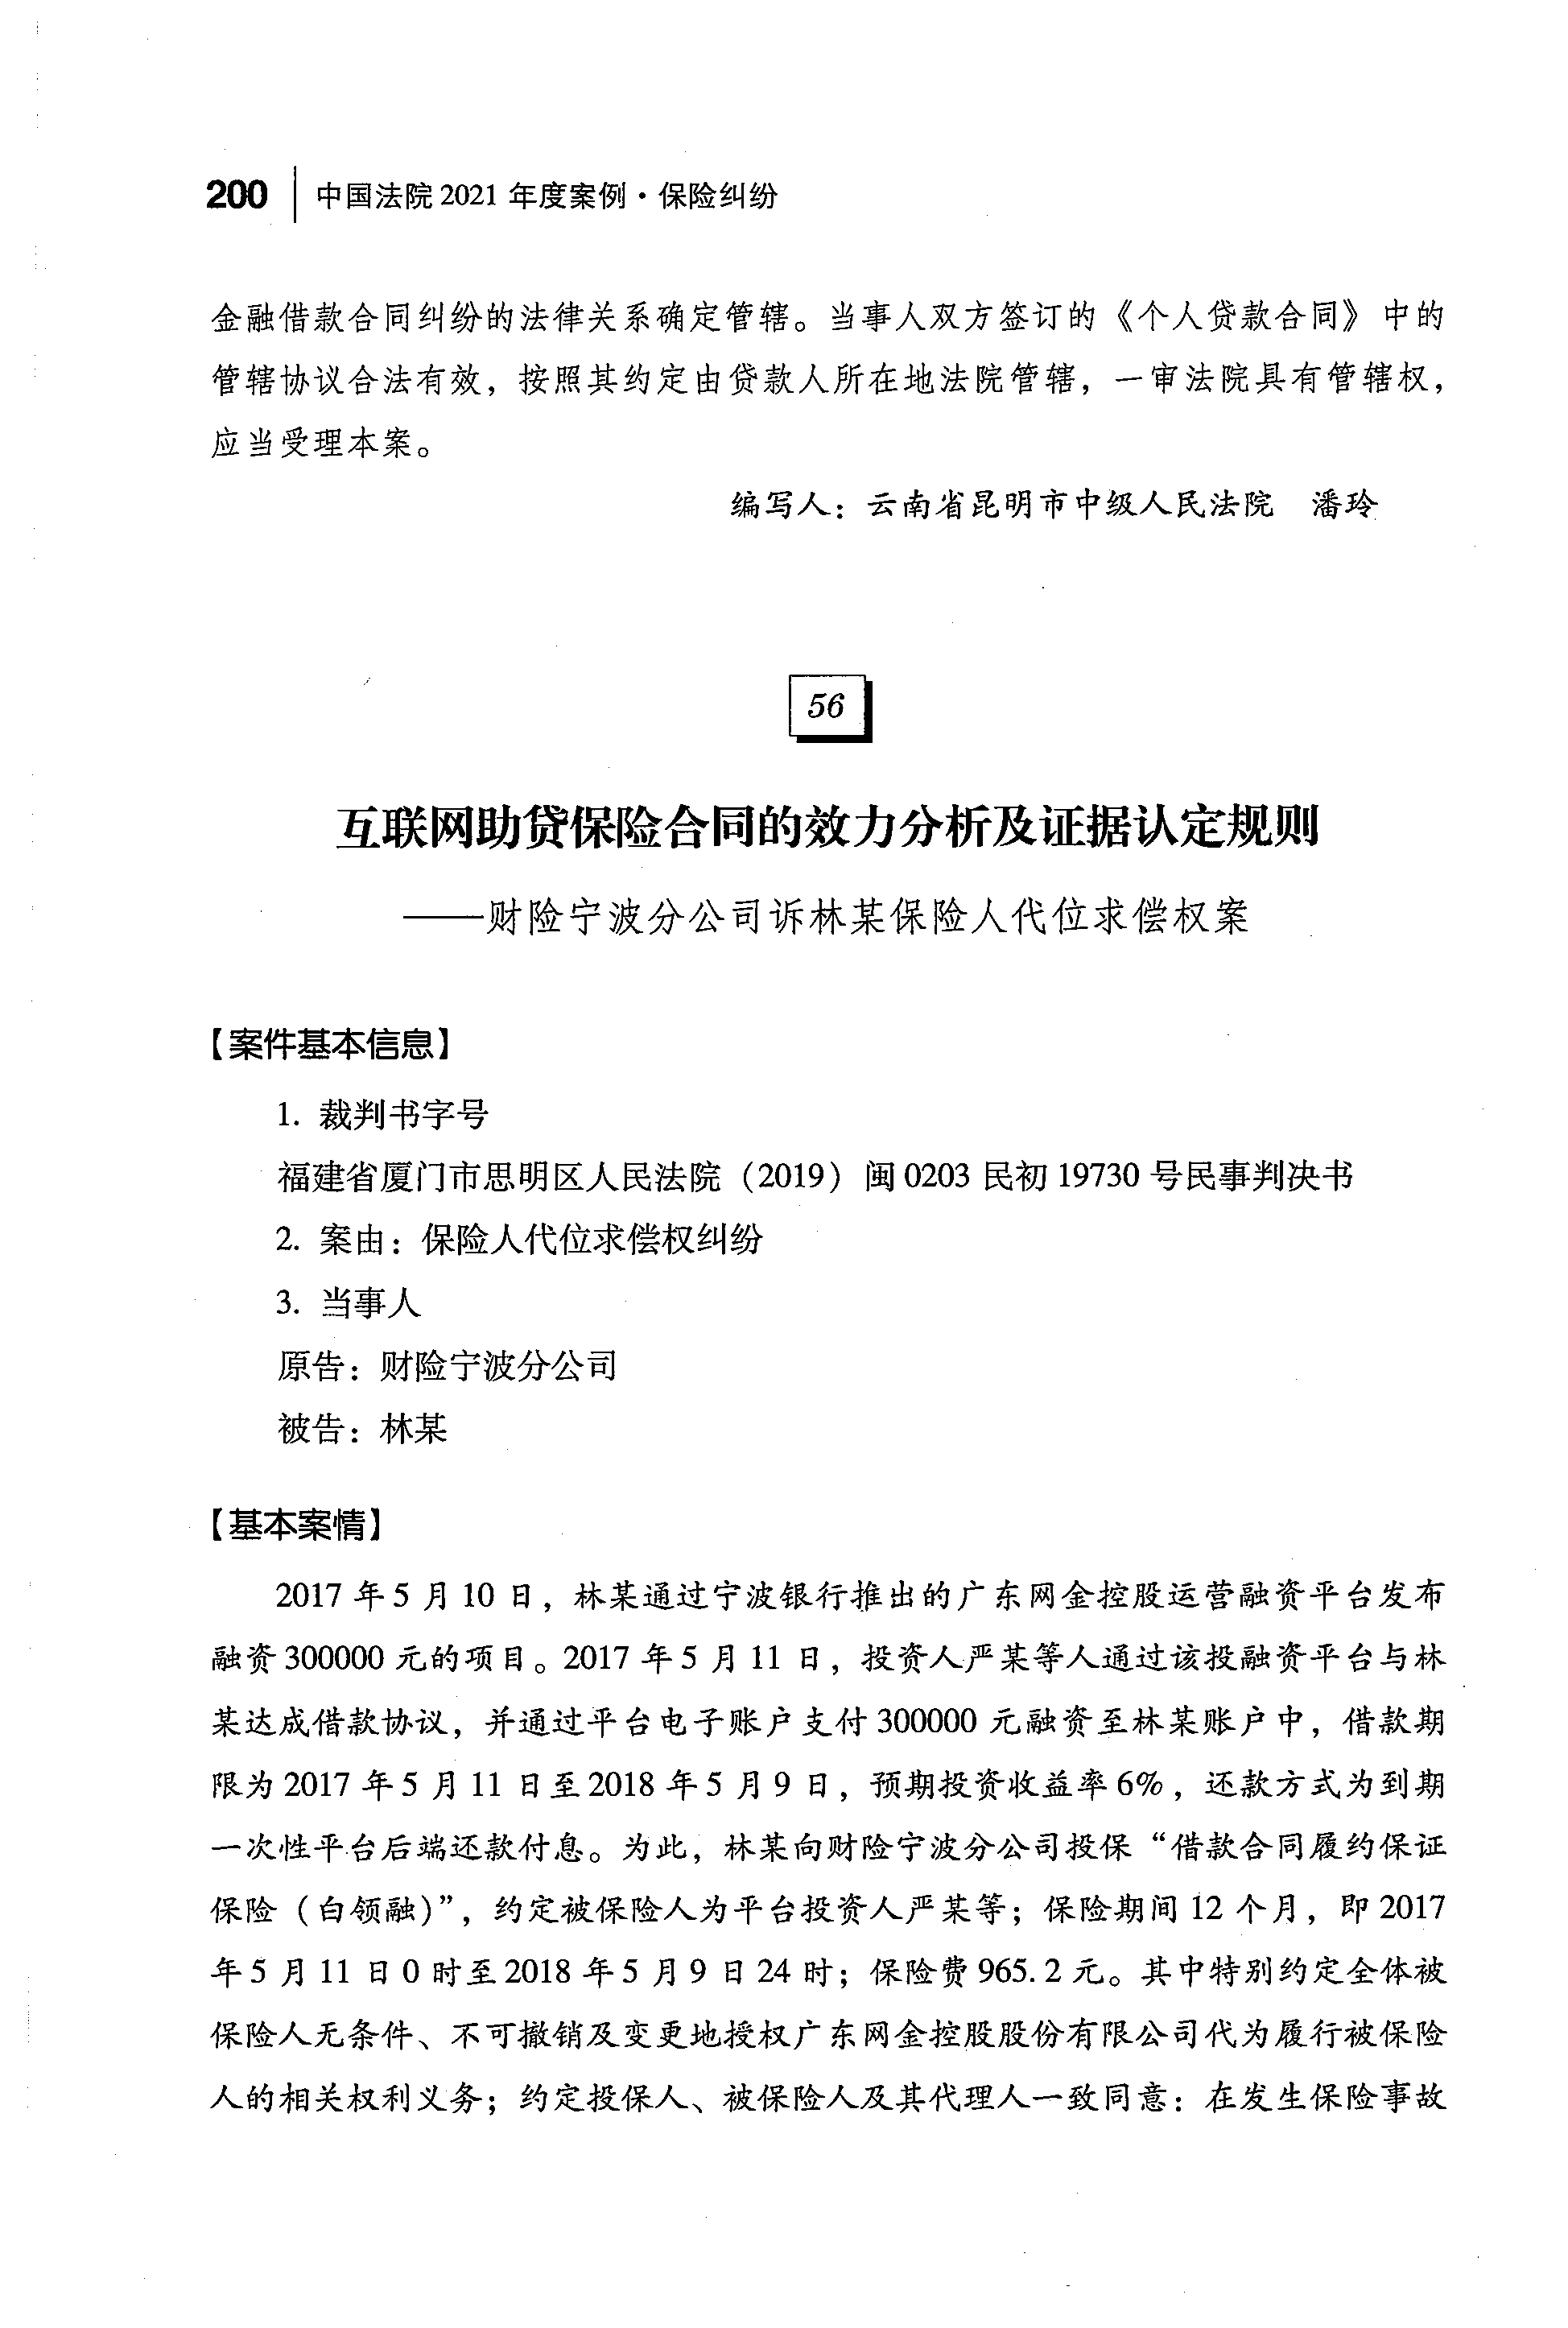 200 中国法院 2021 年度案例·保险纠纷
金融借款合同纠纷的法律关系确定管辖。当事人双方签订的《个人贷款合同》中的
管辖协议合法有效，按照其约定由贷款人所在地法院管辖，一审法院具有管辖权，
应当受理本案。
编写人：云南省昆明市中级人民法院 潘玲
56
互联网助贷保险合同的效力分析及证据认定规则
——财险宁波分公司诉林某保险人代位求偿权案
【案件基本信息】
1. 裁判书字号
福建省厦门市思明区人民法院（2019）闽 0203 民初 19730 号民事判决书
2. 案由：保险人代位求偿权纠纷
3. 当事人
原告：财险宁波分公司
被告：林某
【基本案情】
2017 年 5 月 10 日，林某通过宁波银行推出的广东网金控股运营融资平台发布
融资 300000 元的项目。2017 年 5 月 11 日，投资人严某等人通过该投融资平台与林
某达成借款协议，并通过平台电子账户支付 300000 元融资至林某账户中，借款期
限为 2017 年 5 月 11 日至 2018 年 5 月 9 日，预期投资收益率 6%，还款方式为到期
一次性平台后端还款付息。为此，林某向财险宁波分公司投保“借款合同履约保证
保险（白领融）”，约定被保险人为平台投资人严某等；保险期间 12 个月，即 2017
年 5 月 11 日 0 时至 2018 年 5 月 9 日 24 时；保险费 965.2 元。其中特别约定全体被
保险人无条件、不可撤销及变更地授权广东网金控股股份有限公司代为履行被保险
人的相关权利义务；约定投保人、被保险人及其代理人一致同意：在发生保险事故